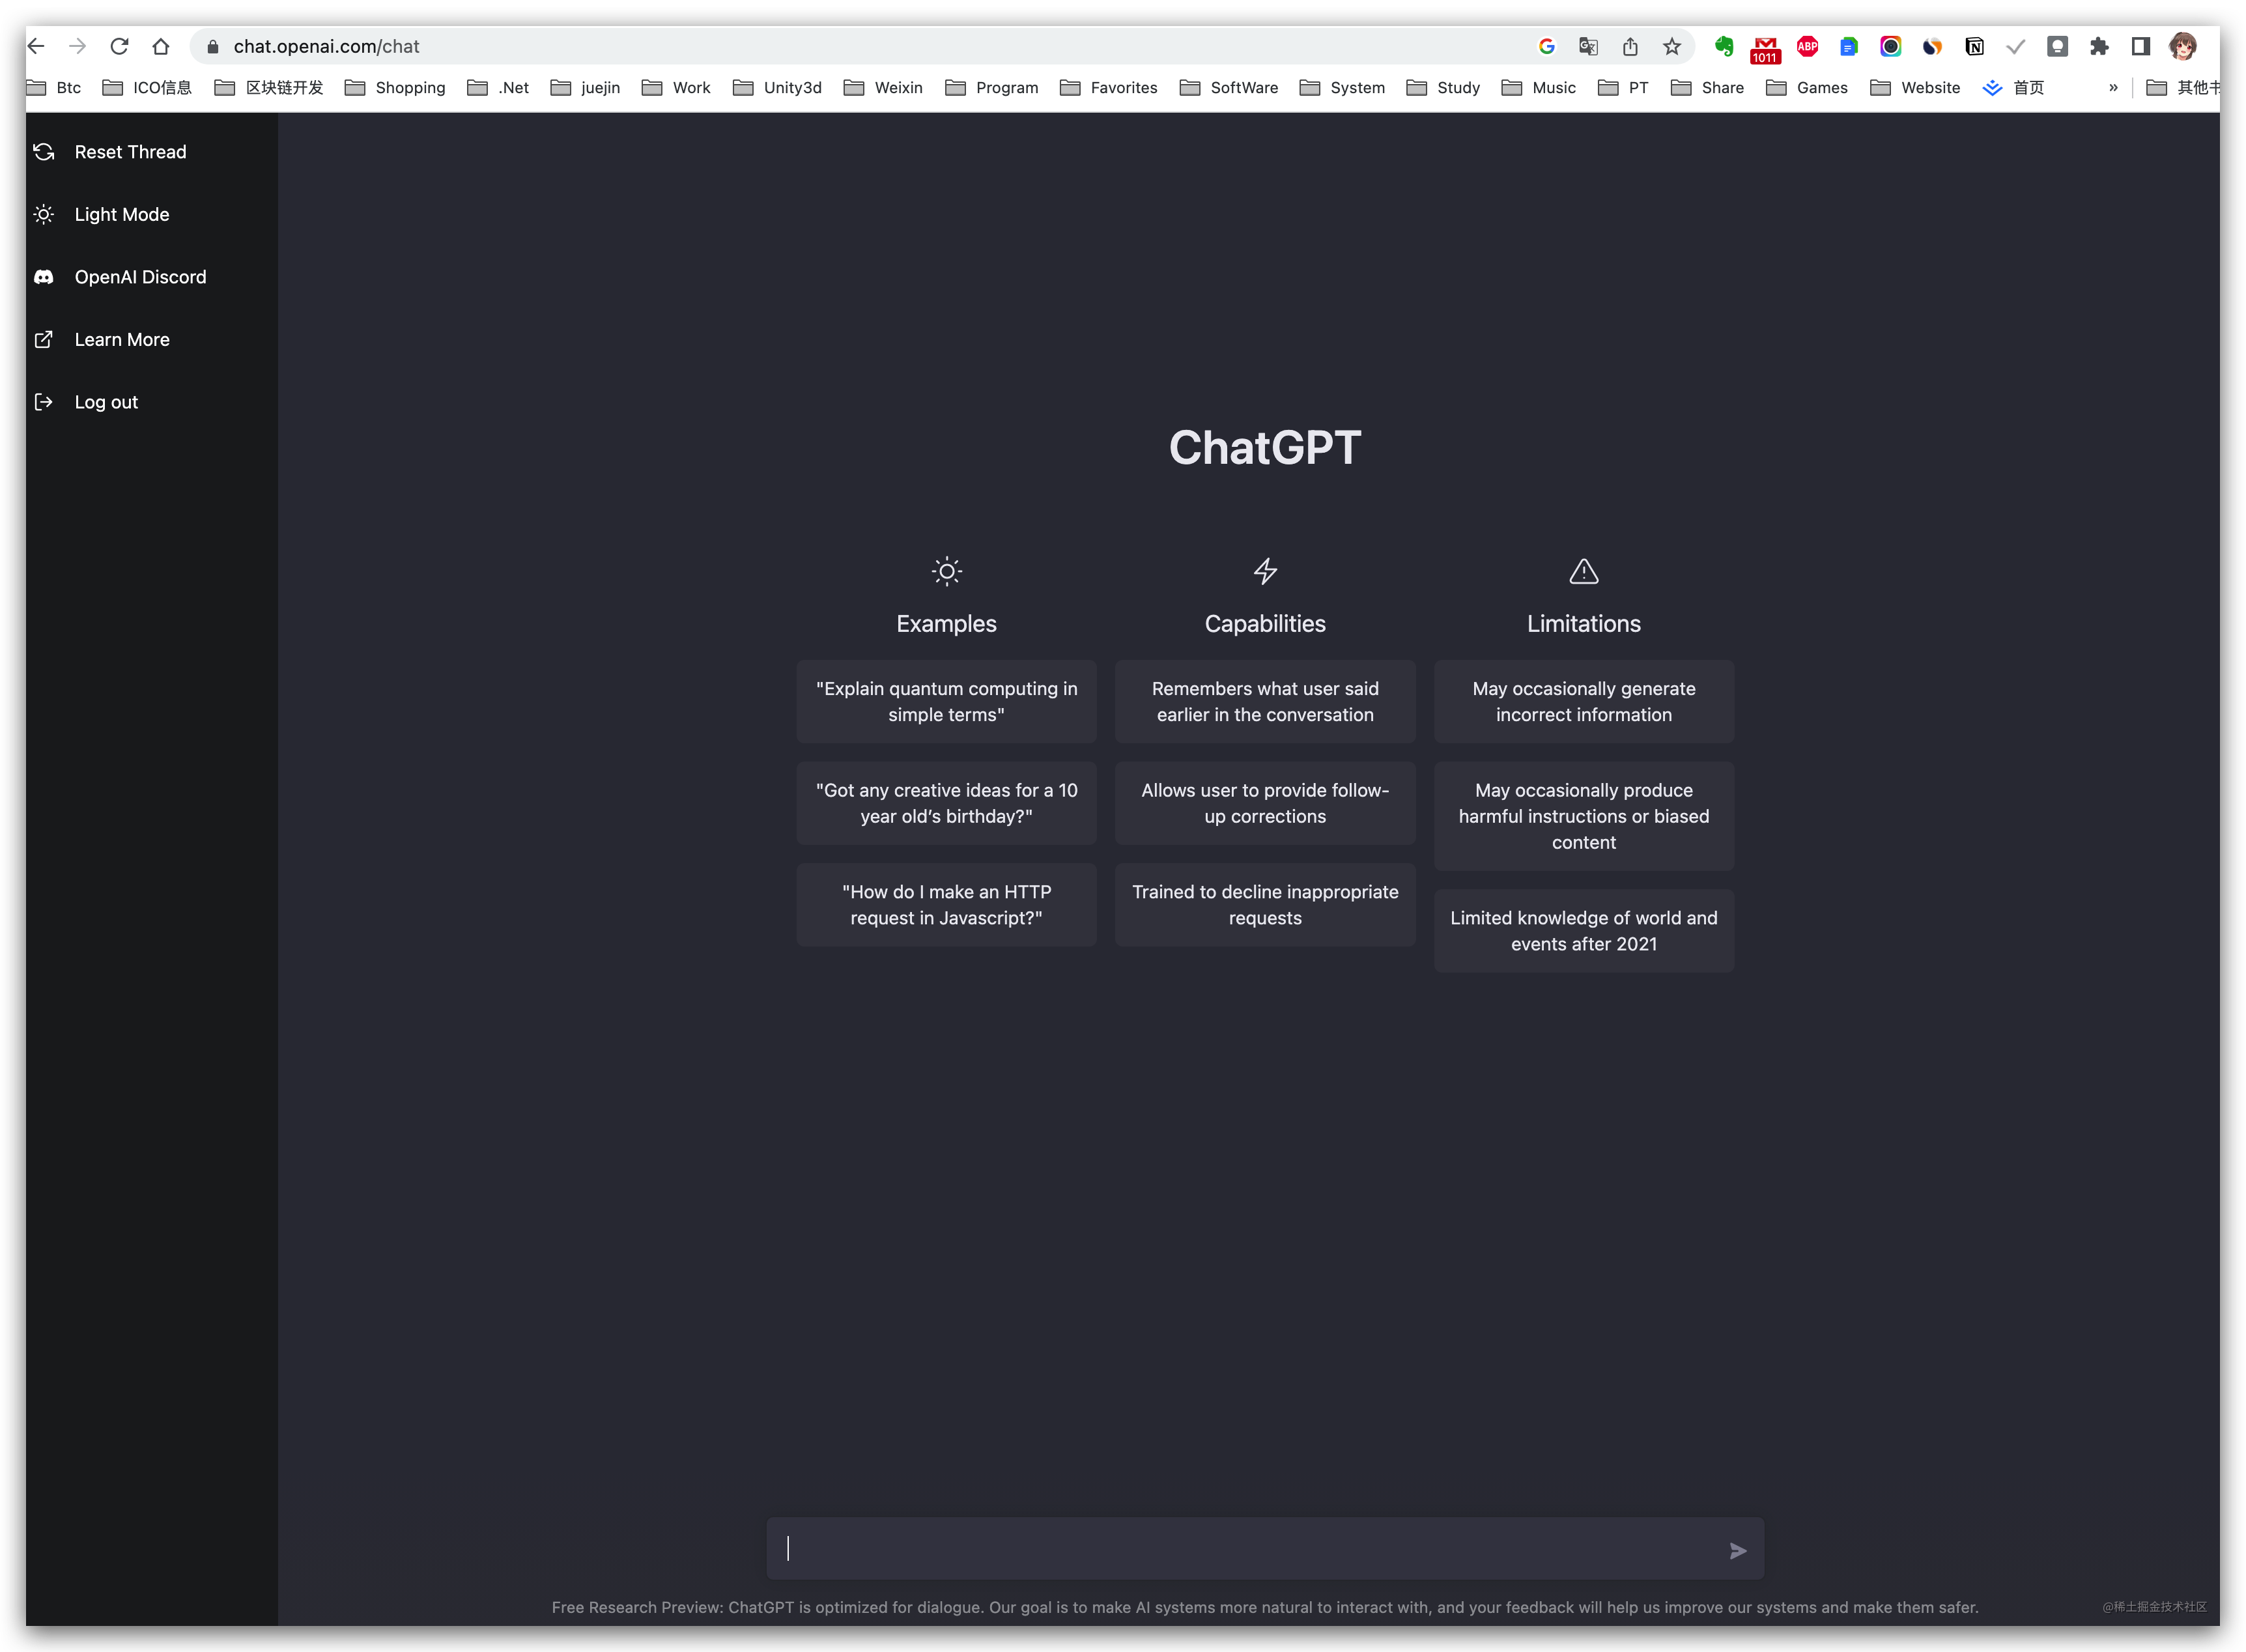 chat.openai.com/chat
1011
ABP
Btc ICO信息 区块链开发 Shopping .Net juejin Work Unity3d Weixin Program Favorites SoftWare System Study Music PT Share Games Website 首页 » 其他书
Reset Thread
Light Mode
OpenAI Discord
Learn More
Log out
ChatGPT
Examples
"Explain quantum computing in
simple terms"
"Got any creative ideas for a 10
year old’s birthday?"
"How do I make an HTTP
request in Javascript?"
Capabilities
Remembers what user said
earlier in the conversation
Allows user to provide follow-
up corrections
Trained to decline inappropriate
requests
Limitations
May occasionally generate
incorrect information
May occasionally produce
harmful instructions or biased
content
Limited knowledge of world and
events after 2021
Free Research Preview: ChatGPT is optimized for dialogue. Our goal is to make AI systems more natural to interact with, and your feedback will help us improve our systems and make them safer.
@稀土掘金技术社区